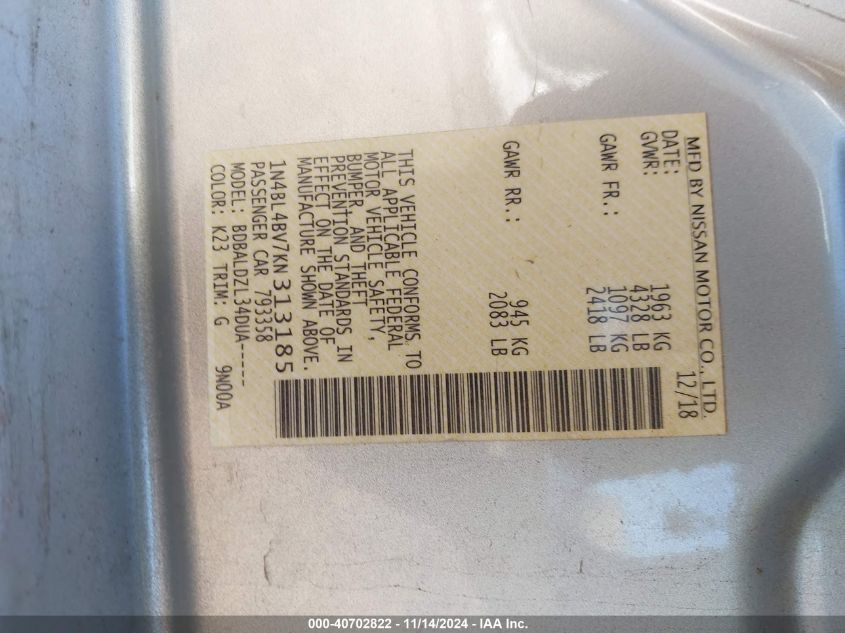 MFD BY NISSAN MOTOR CO., LTD.
DATE: 12/18
GVWR: 1963 KG
4328 LB
GAWR FR.: 1097 KG
2418 LB
GAWR RR.: 945 KG
2083 LB
THIS VEHICLE CONFORMS TO
ALL APPLICABLE FEDERAL
MOTOR VEHICLE SAFETY,
BUMPER, AND THEFT
PREVENTION STANDARDS IN
EFFECT ON THE DATE OF
MANUFACTURE SHOWN ABOVE.
1N4BL4BV7KN313185
PASSENGER CAR 793358
MODEL: BDBALDZL34DUA-----
COLOR: K23 TRIM: G 9N00A
000-40702822 - 11/14/2024 - IAA Inc.